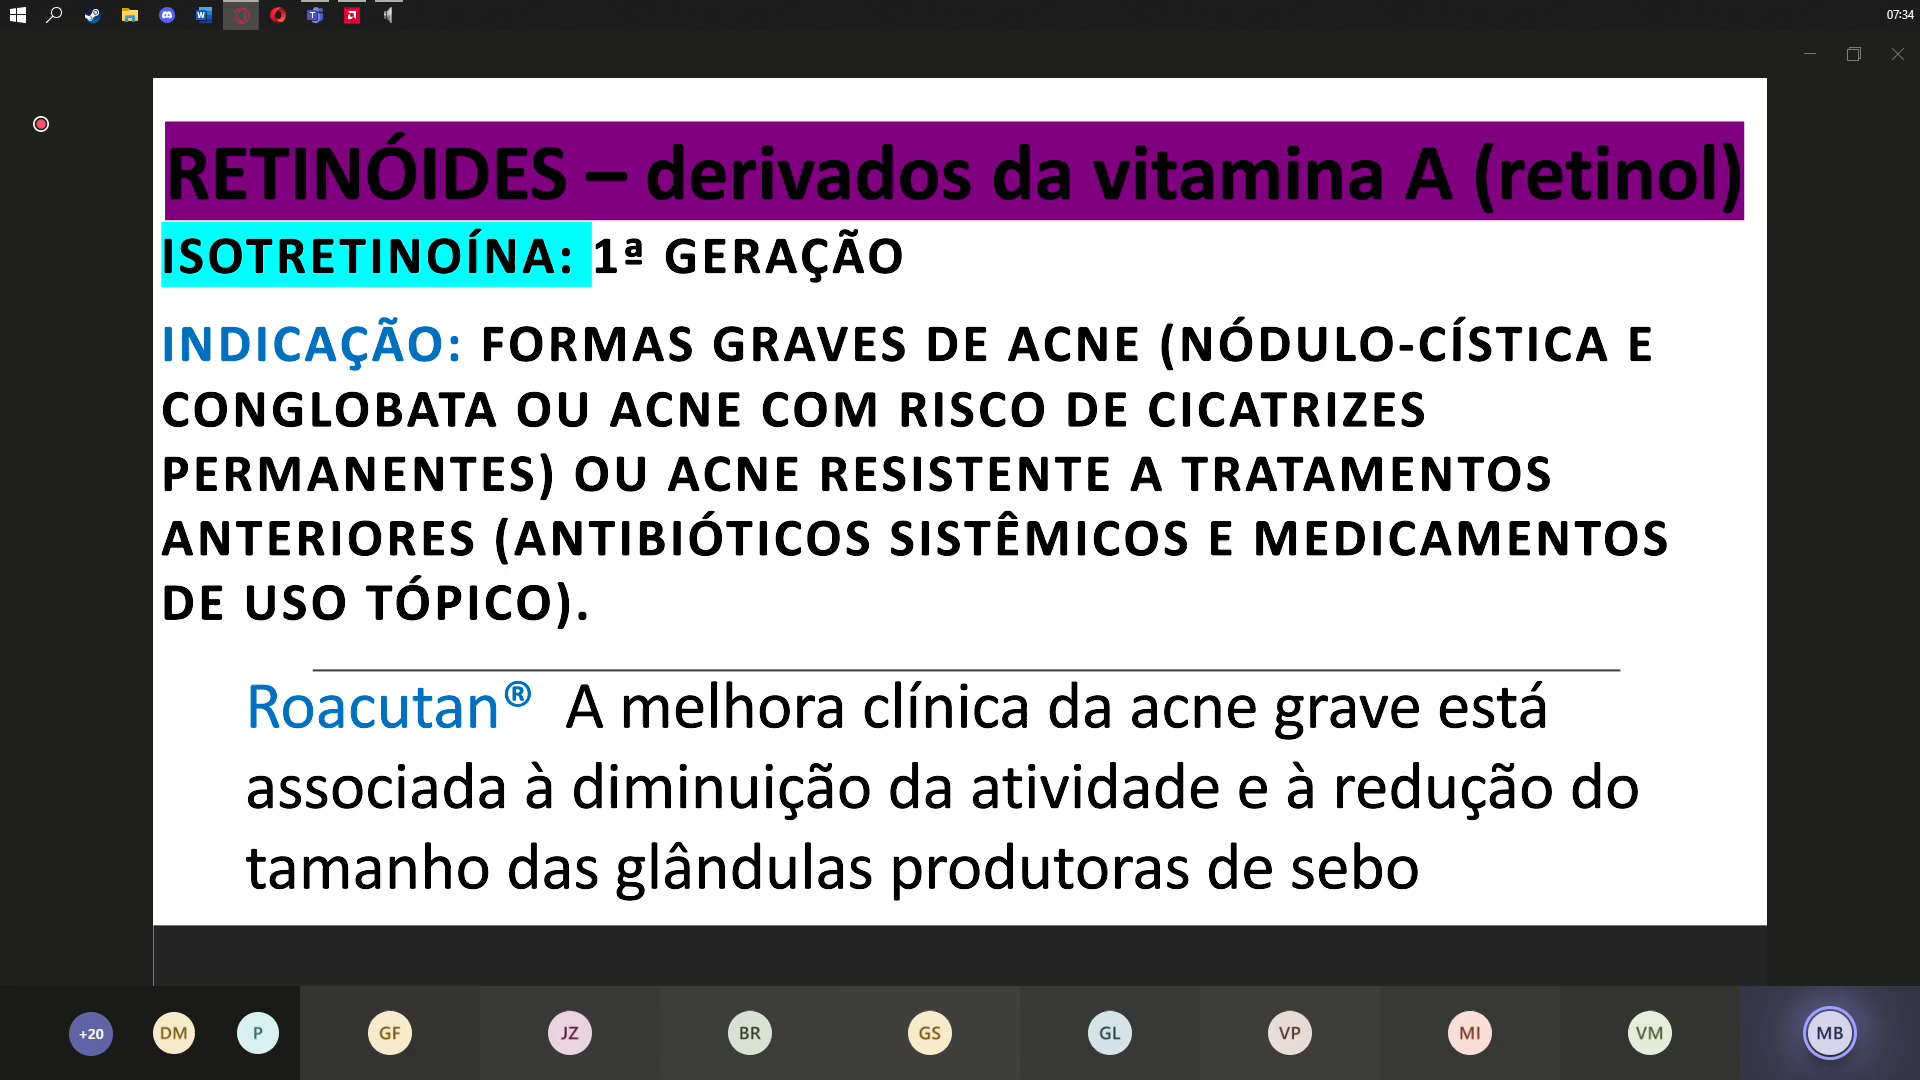 07:34
RETINÓIDES – derivados da vitamina A (retinol)
ISOTRETINOÍNA: 1ª GERAÇÃO
INDICAÇÃO: FORMAS GRAVES DE ACNE (NÓDULO-CÍSTICA E
CONGLOBATA OU ACNE COM RISCO DE CICATRIZES
PERMANENTES) OU ACNE RESISTENTE A TRATAMENTOS
ANTERIORES (ANTIBIÓTICOS SISTÊMICOS E MEDICAMENTOS
DE USO TÓPICO).
Roacutan® A melhora clínica da acne grave está
associada à diminuição da atividade e à redução do
tamanho das glândulas produtoras de sebo
+20 DM P GF JZ BR GS GL VP MI VM MB